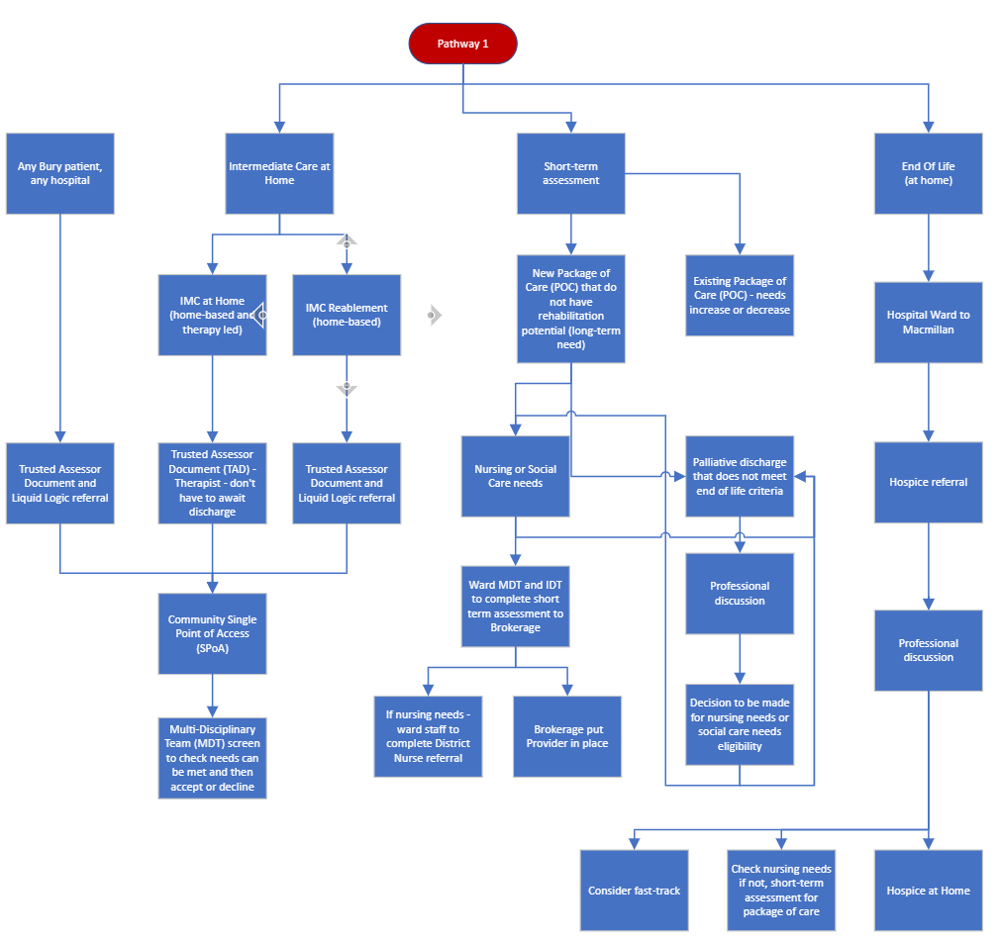 Pathway 1
Any Bury patient,
any hospital
Intermediate Care at
Home
Short-term
assessment
End Of Life
(at home)
IMC at Home
(home-based and
therapy led)
IMC Reablement
(home-based)
New Package of
Care (POC) that do
not have
rehabilitation
potential (long-term
need)
Existing Package of
Care (POC) - needs
increase or decrease
Hospital Ward to
Macmillan
Trusted Assessor
Document and
Liquid Logic referral
Trusted Assessor
Document (TAD) -
Therapist - don't
have to await
discharge
Trusted Assessor
Document and
Liquid Logic referral
Nursing or Social
Care needs
Palliative discharge
that does not meet
end of life criteria
Hospice referral
Community Single
Point of Access
(SPoA)
Ward MDT and IDT
to complete short
term assessment to
Brokerage
Professional
discussion
Professional
discussion
Multi-Disciplinary
Team (MDT) screen
to check needs can
be met and then
accept or decline
If nursing needs -
ward staff to
complete District
Nurse referral
Brokerage put
Provider in place
Decision to be made
for nursing needs or
social care needs
eligibility
Consider fast-track
Check nursing needs
if not, short-term
assessment for
package of care
Hospice at Home